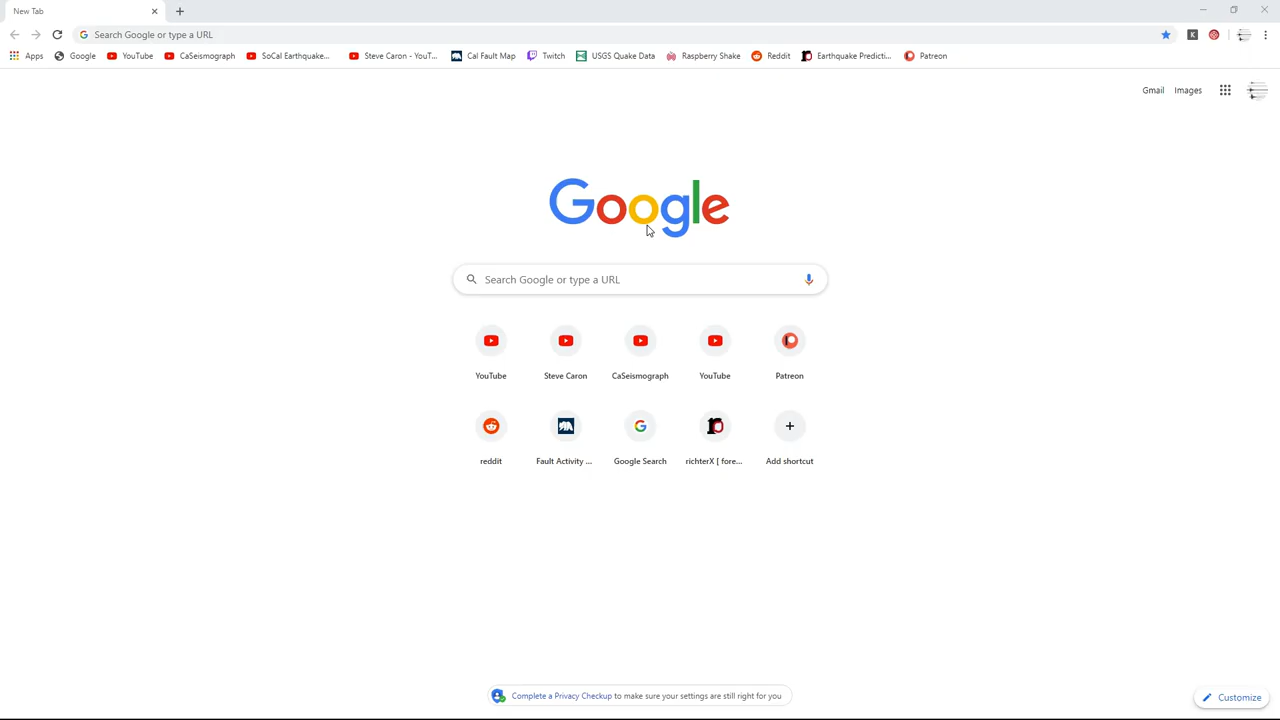 New Tab
Search Google or type a URL
Apps Google YouTube CaSeismograph SoCal Earthquake... Steve Caron - YouT... Cal Fault Map Twitch USGS Quake Data Raspberry Shake Reddit Earthquake Predicti... Patreon
Gmail Images
Google
Search Google or type a URL
YouTube Steve Caron CaSeismograph YouTube Patreon
reddit Fault Activity ... Google Search richterX [ fore... Add shortcut
Complete a Privacy Checkup to make sure your settings are still right for you
Customize